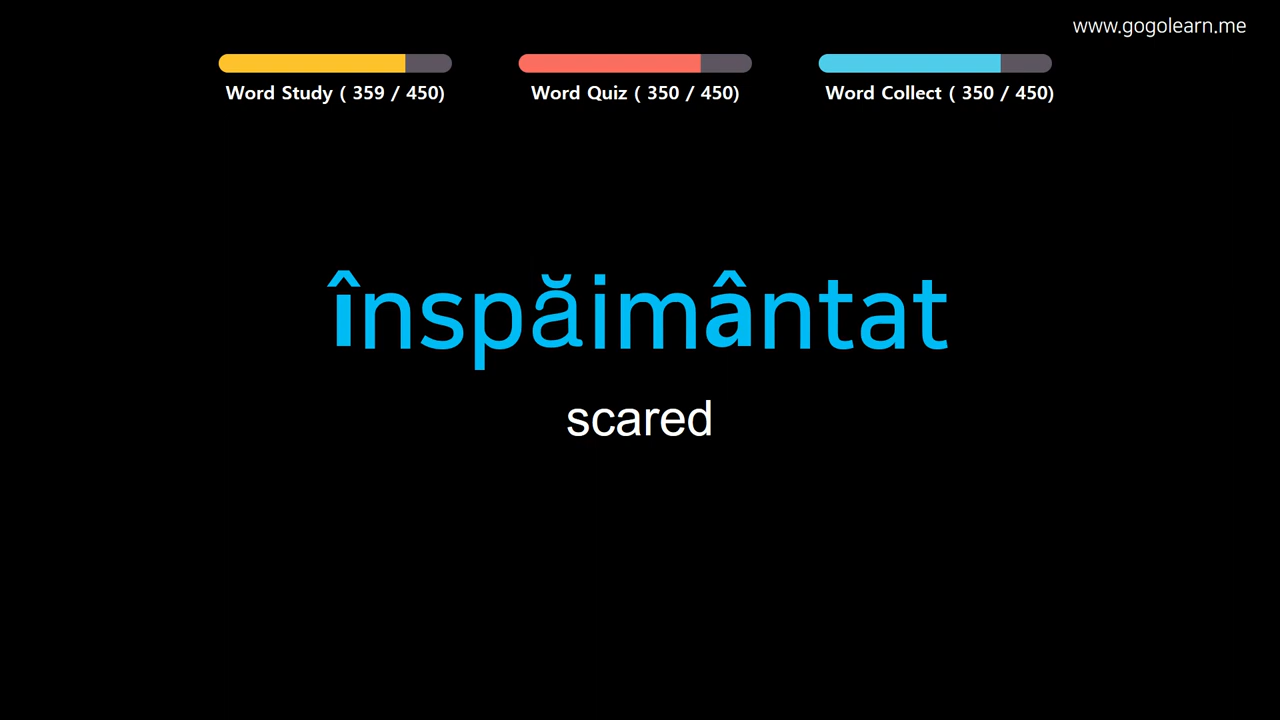 www.gogolearn.me
Word Study ( 359 / 450)
Word Quiz ( 350 / 450)
Word Collect ( 350 / 450)
înspăimântat
scared